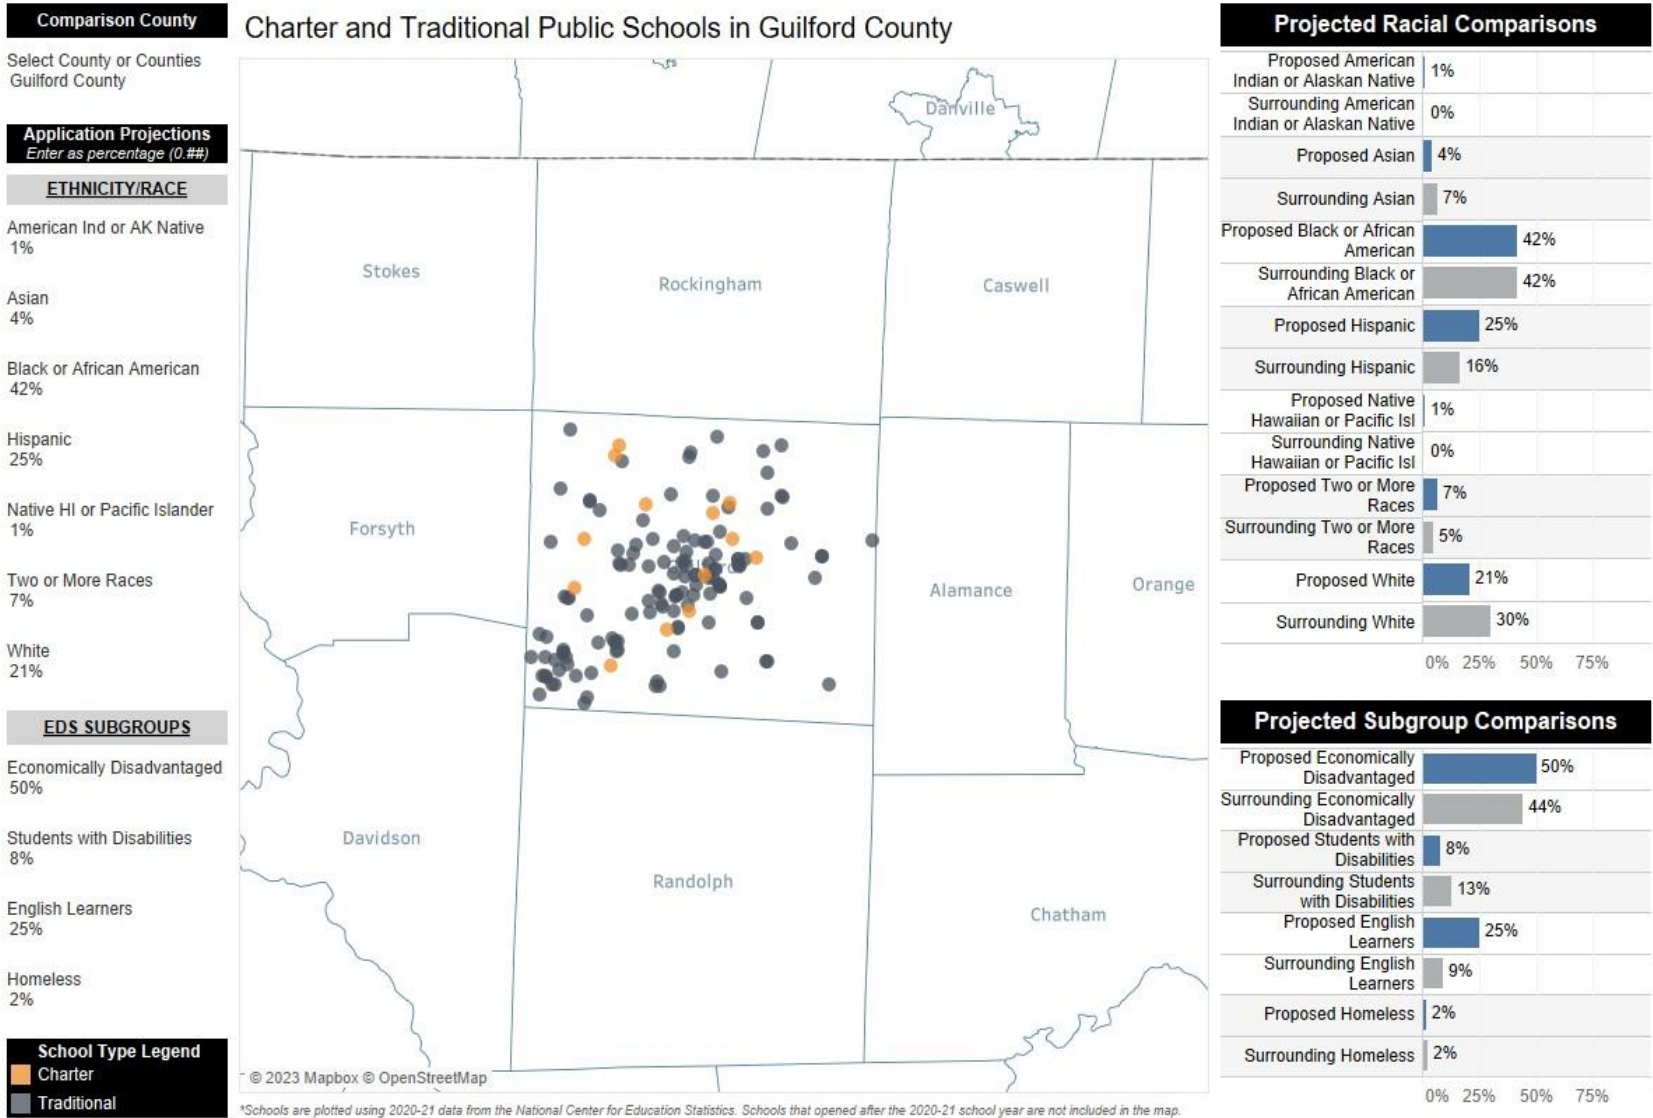 Comparison County
Select County or Counties
Guilford County
Application Projections
Enter as percentage (0.##)
ETHNICITY/RACE
American Ind or AK Native
1%
Asian
4%
Black or African American
42%
Hispanic
25%
Native HI or Pacific Islander
1%
Two or More Races
7%
White
21%
EDS SUBGROUPS
Economically Disadvantaged
50%
Students with Disabilities
8%
English Learners
25%
Homeless
2%
School Type Legend
Charter
Traditional
Charter and Traditional Public Schools in Guilford County
Danville
Stokes
Rockingham
Caswell
Forsyth
Alamance
Orange
Davidson
Randolph
Chatham
© 2023 Mapbox © OpenStreetMap
*Schools are plotted using 2020-21 data from the National Center for Education Statistics. Schools that opened after the 2020-21 school year are not included in the map.
Projected Racial Comparisons
Proposed American
Indian or Alaskan Native
1%
Surrounding American
Indian or Alaskan Native
0%
Proposed Asian
4%
Surrounding Asian
7%
Proposed Black or African
American
42%
Surrounding Black or
African American
42%
Proposed Hispanic
25%
Surrounding Hispanic
16%
Proposed Native
Hawaiian or Pacific Isl
1%
Surrounding Native
Hawaiian or Pacific Isl
0%
Proposed Two or More
Races
7%
Surrounding Two or More
Races
5%
Proposed White
21%
Surrounding White
30%
0% 25% 50% 75%
Projected Subgroup Comparisons
Proposed Economically
Disadvantaged
50%
Surrounding Economically
Disadvantaged
44%
Proposed Students with
Disabilities
8%
Surrounding Students
with Disabilities
13%
Proposed English
Learners
25%
Surrounding English
Learners
9%
Proposed Homeless
2%
Surrounding Homeless
2%
0% 25% 50% 75%